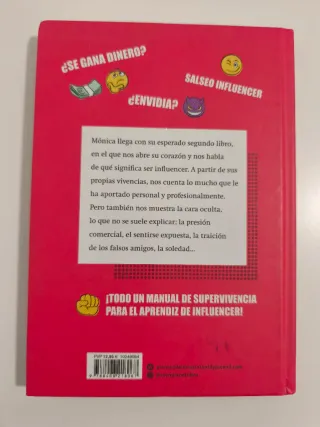 ¿SE GANA DINERO?
SALSEO INFLUENCER
¿ENVIDIA?
Mónica llega con su esperado segundo libro,
en el que nos abre su corazón y nos habla
de qué significa ser influencer. A partir de sus
propias vivencias, nos cuenta lo mucho que le
ha aportado personal y profesionalmente.
Pero también nos muestra la cara oculta,
lo que no se suele explicar: la presión
comercial, el sentirse expuesta, la traición
de los falsos amigos, la soledad...
¡TODO UN MANUAL DE SUPERVIVENCIA
PARA EL APRENDIZ DE INFLUENCER!